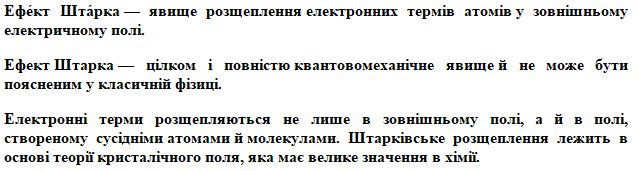 Ефе́кт Шта́рка — явище розщеплення електронних термів атомів у зовнішньому
електричному полі.
Ефект Штарка — цілком і повністю квантовомеханічне явище й не може бути
поясненим у класичній фізиці.
Електронні терми розщепляються не лише в зовнішньому полі, а й в полі,
створеному сусідніми атомами й молекулами. Штарківське розщеплення лежить в
основі теорії кристалічного поля, яка має велике значення в хімії.